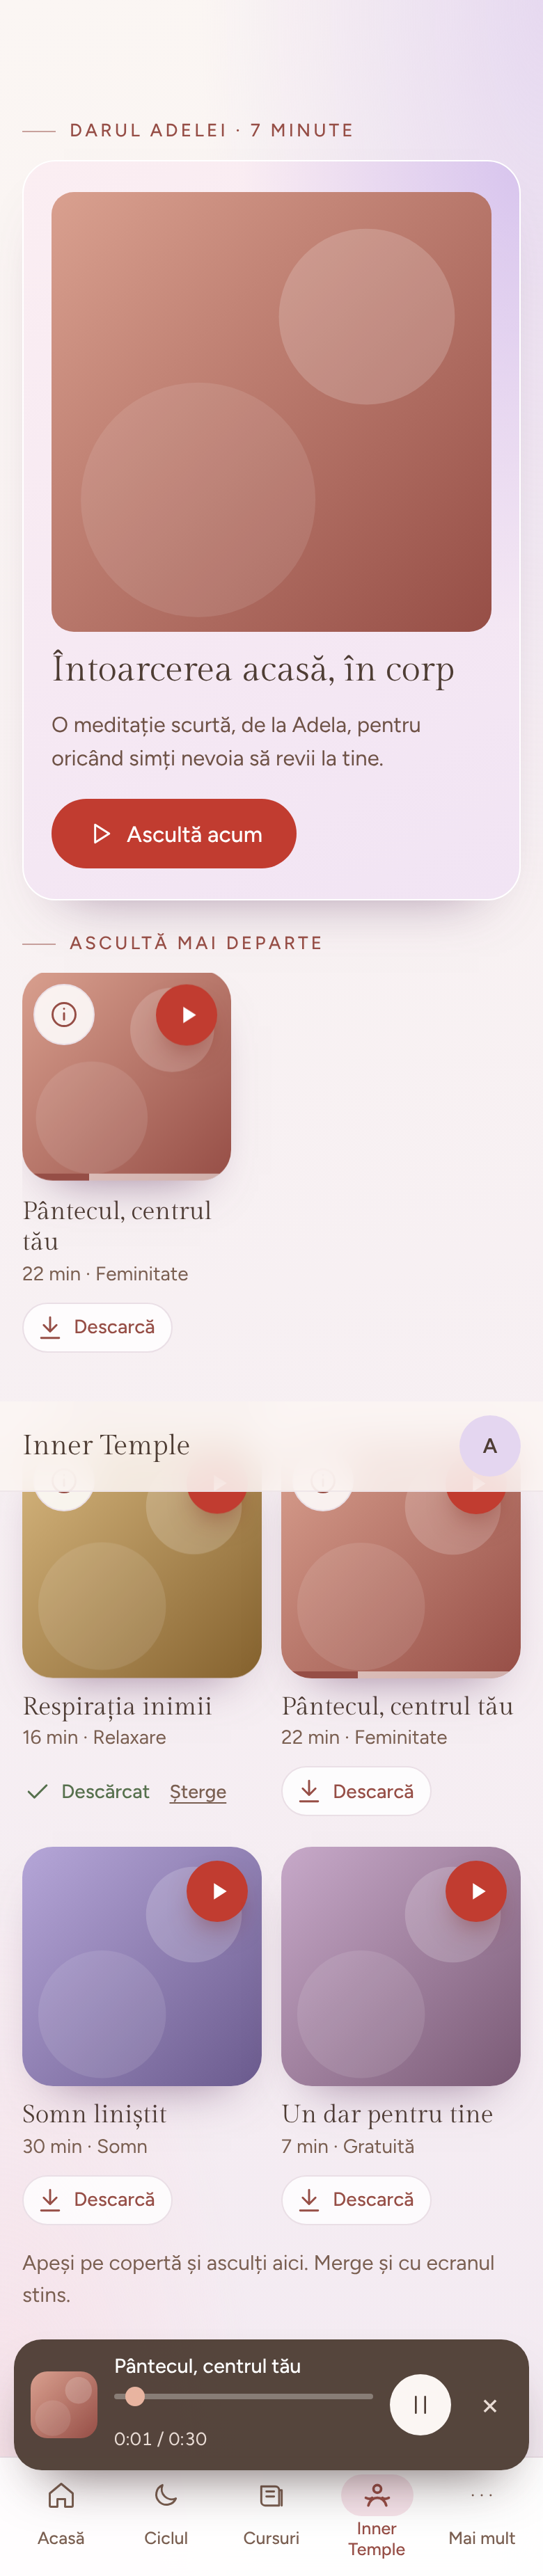 DARUL ADELEI · 7 MINUTE
Întoarcerea acasă, în corp
O meditație scurtă, de la Adela, pentru
oricând simți nevoia să revii la tine.
Ascultă acum
ASCULTĂ MAI DEPARTE
Pântecul, centrul
tău
22 min · Feminitate
Descarcă
Inner Temple
A
Respirația inimii
16 min · Relaxare
Descărcat Șterge
Pântecul, centrul tău
22 min · Feminitate
Descarcă
Somn liniștit
30 min · Somn
Descarcă
Un dar pentru tine
7 min · Gratuită
Descarcă
Apeși pe copertă și asculți aici. Merge și cu ecranul
stins.
Pântecul, centrul tău
0:01 / 0:30
Acasă
Ciclul
Cursuri
Inner
Temple
Mai mult